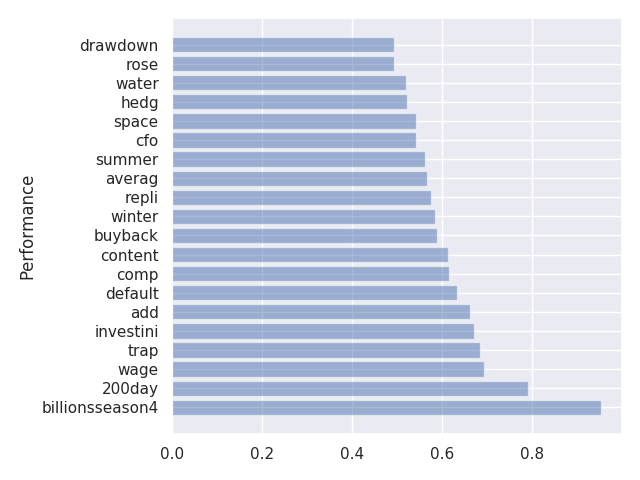 drawdown
rose
water
hedg
space
cfo
summer
averag
repli
winter
buyback
content
comp
default
add
investini
trap
wage
200day
billionsseason4
Performance
0.0 0.2 0.4 0.6 0.8